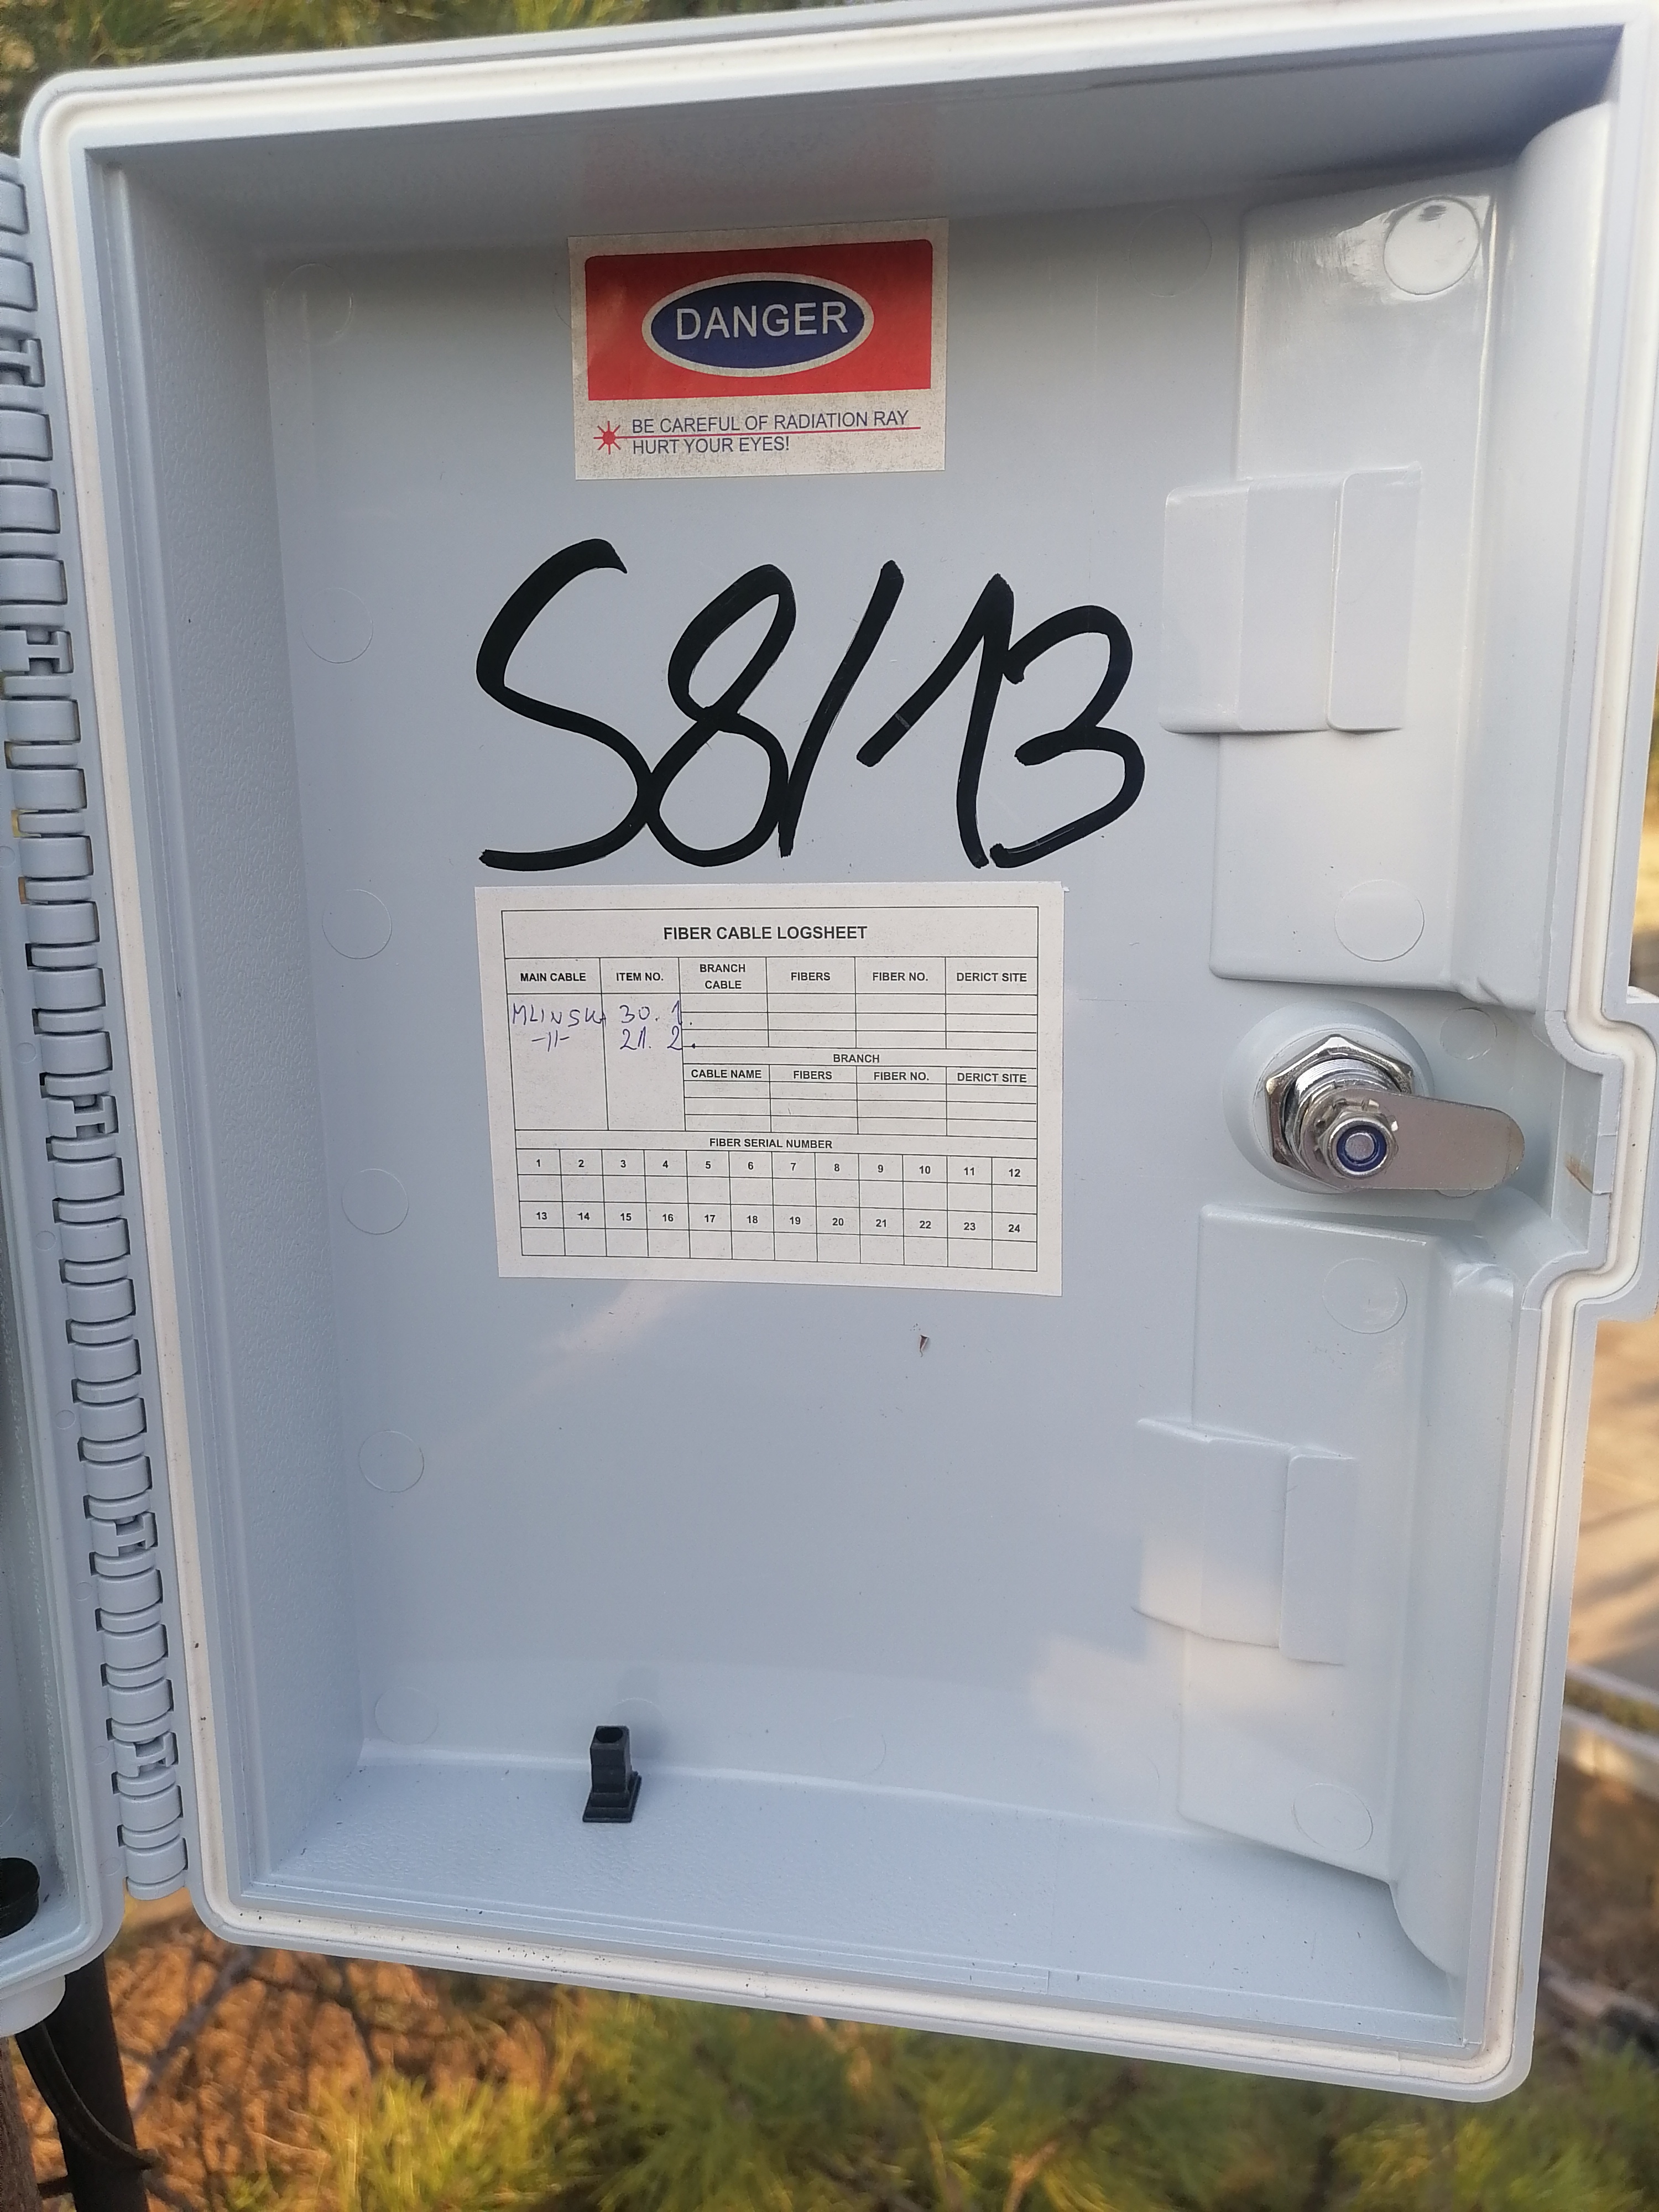 DANGER
BE CAREFUL OF RADIATION RAY
HURT YOUR EYES!
S8/13
FIBER CABLE LOGSHEET
MAIN CABLE ITEM NO. BRANCH CABLE FIBERS FIBER NO. DERICT SITE
MLINSKA 30. 1.
-11- 21. 2.
BRANCH
CABLE NAME FIBERS FIBER NO. DERICT SITE
FIBER SERIAL NUMBER
1 2 3 4 5 6 7 8 9 10 11 12
13 14 15 16 17 18 19 20 21 22 23 24